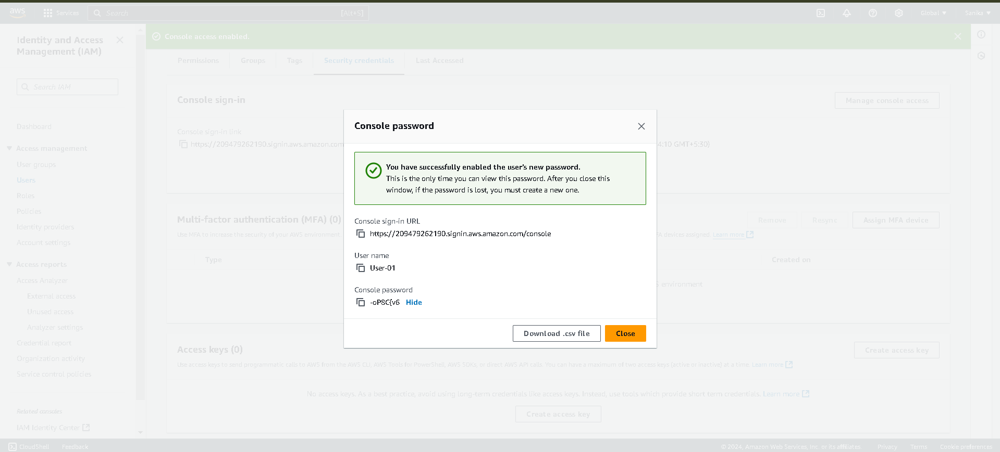 aws
Services
Search
[Alt+S]
Global
Sanika
Identity and Access
Management (IAM)
Search IAM
Dashboard
Access management
User groups
Users
Roles
Policies
Identity providers
Account settings
Access reports
Access Analyzer
External access
Unused access
Analyzer settings
Credential report
Organization activity
Service control policies
Related consoles
IAM Identity Center
Console access enabled.
Permissions
Groups
Tags
Security credentials
Last Accessed
Console sign-in
Manage console access
Console sign-in link
https://209479262190.signin.aws.amazon.com
4:10 GMT+5:30)
Multi-factor authentication (MFA) (0)
Remove
Resync
Assign MFA device
Use MFA to increase the security of your AWS environment.
FA devices assigned. Learn more
Type
Created on
S environment
Access keys (0)
Create access key
Use access keys to send programmatic calls to AWS from the AWS CLI, AWS Tools for PowerShell, AWS SDKs, or direct AWS API calls. You can have a maximum of two access keys (active or inactive) at a time. Learn more
No access keys. As a best practice, avoid using long-term credentials like access keys. Instead, use tools which provide short term credentials. Learn more
Create access key
Console password
You have successfully enabled the user's new password.
This is the only time you can view this password. After you close this
window, if the password is lost, you must create a new one.
Console sign-in URL
https://209479262190.signin.aws.amazon.com/console
User name
User-01
Console password
-oP8C{v6 Hide
Download .csv file
Close
CloudShell
Feedback
© 2024, Amazon Web Services, Inc. or its affiliates.
Privacy
Terms
Cookie preferences